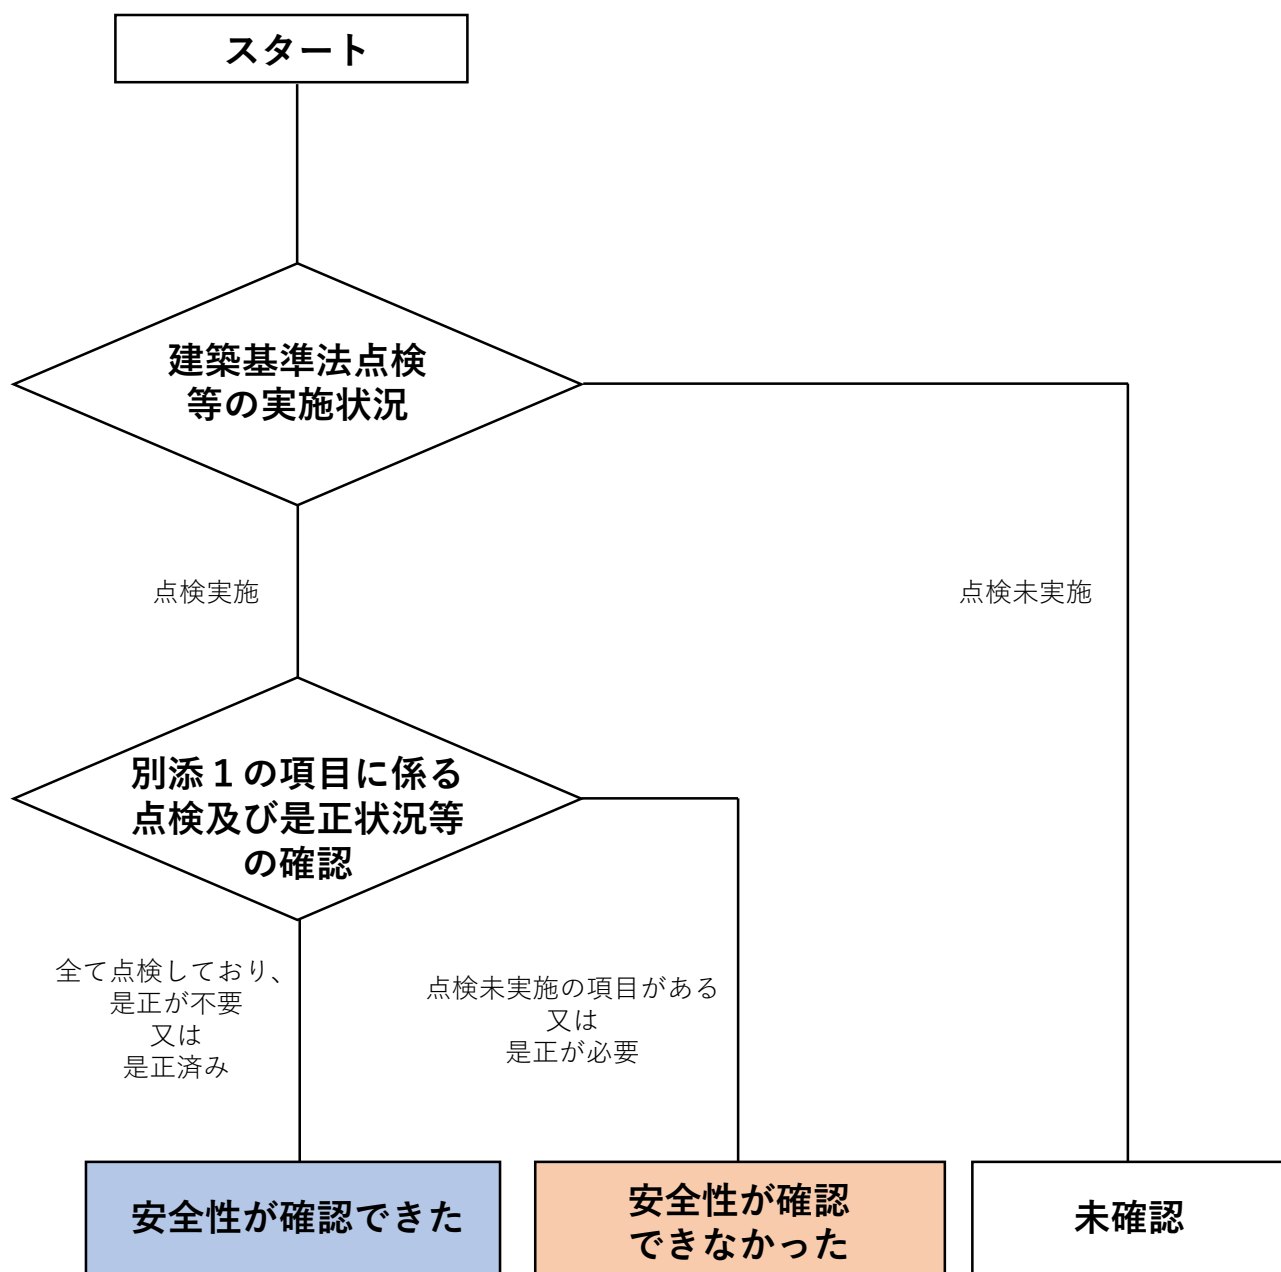 スタート
建築基準法点検
等の実施状況
点検実施
点検未実施
別添１の項目に係る
点検及び是正状況等
の確認
全て点検しており、
是正が不要
又は
是正済み
点検未実施の項目がある
又は
是正が必要
安全性が確認できた
安全性が確認
できなかった
未確認